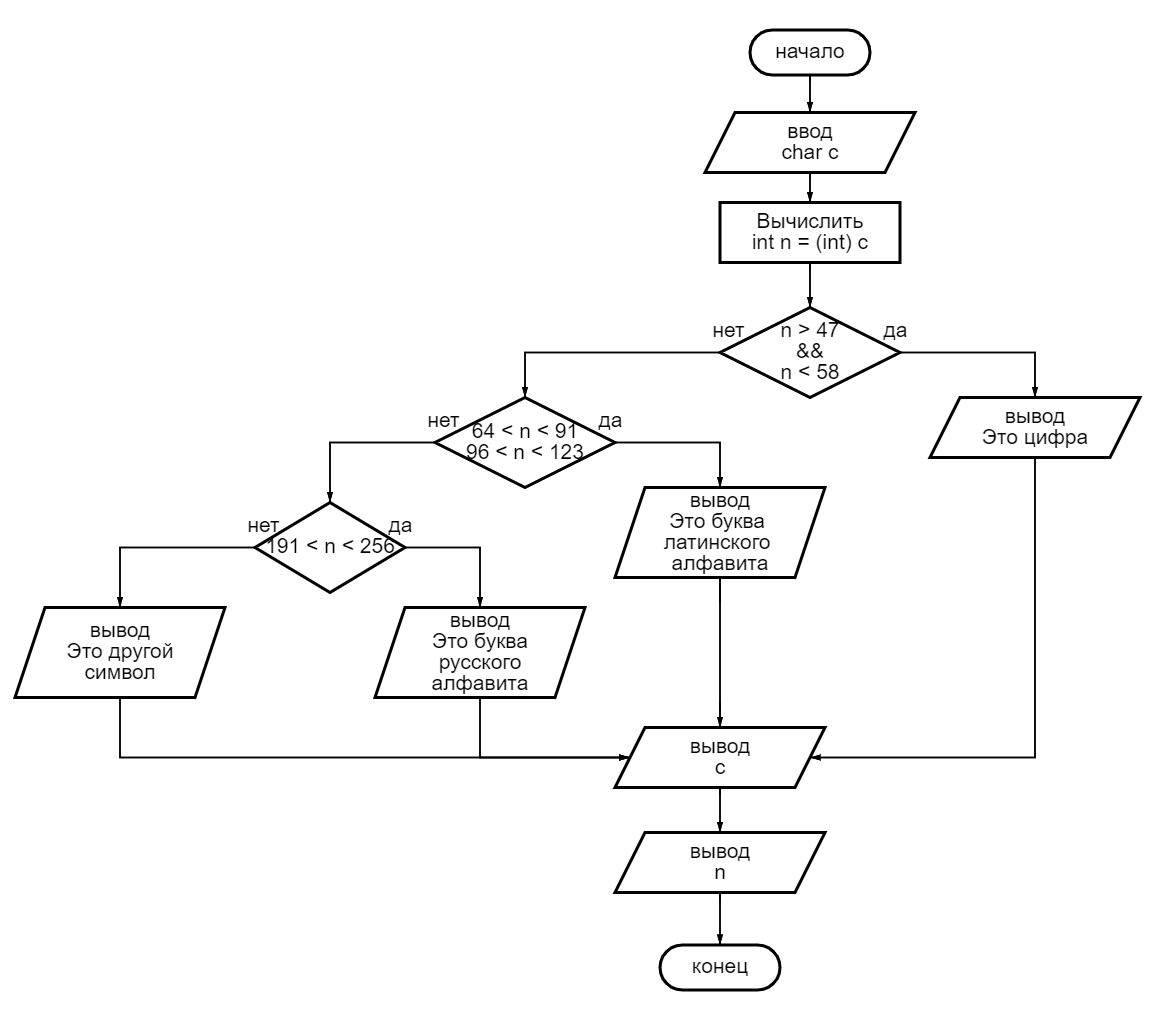 начало
ввод
char c
Вычислить
int n = (int) c
нет
n > 47
&&
n < 58
да
нет
64 < n < 91
96 < n < 123
да
вывод
Это цифра
нет
191 < n < 256
да
вывод
Это буква
латинского
алфавита
вывод
Это другой
символ
вывод
Это буква
русского
алфавита
вывод
c
вывод
n
конец